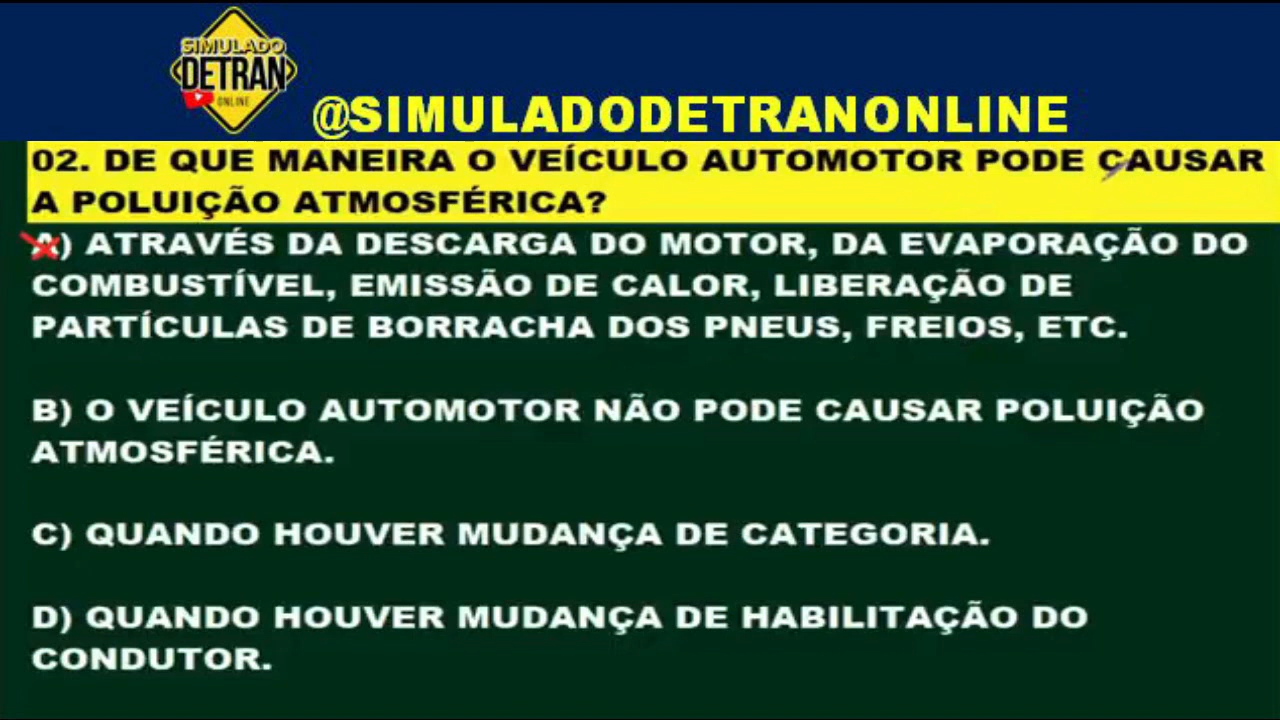 SIMULADO
DETRAN
ONLINE
@SIMULADODETRANONLINE
02. DE QUE MANEIRA O VEÍCULO AUTOMOTOR PODE CAUSAR
A POLUIÇÃO ATMOSFÉRICA?
A) ATRAVÉS DA DESCARGA DO MOTOR, DA EVAPORAÇÃO DO
COMBUSTÍVEL, EMISSÃO DE CALOR, LIBERAÇÃO DE
PARTÍCULAS DE BORRACHA DOS PNEUS, FREIOS, ETC.
B) O VEÍCULO AUTOMOTOR NÃO PODE CAUSAR POLUIÇÃO
ATMOSFÉRICA.
C) QUANDO HOUVER MUDANÇA DE CATEGORIA.
D) QUANDO HOUVER MUDANÇA DE HABILITAÇÃO DO
CONDUTOR.